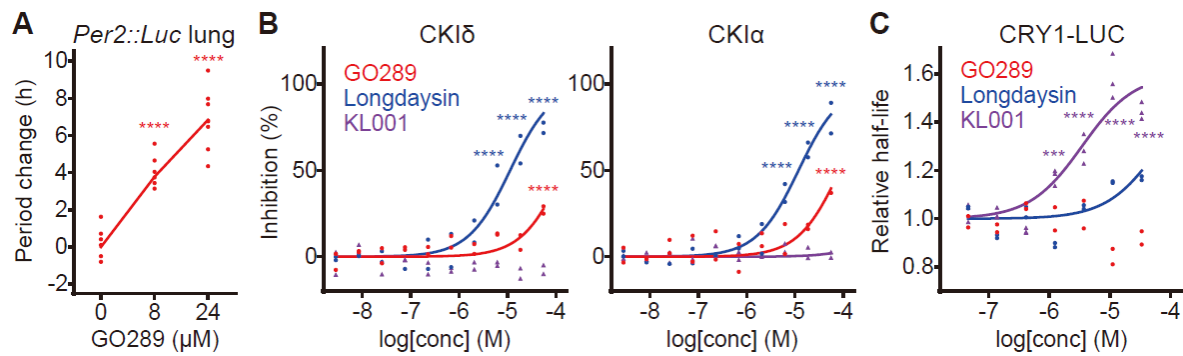 A
Per2::Luc lung
Period change (h)
10
8
6
4
2
0
-2
****
****
0
8
24
GO289 (µM)
B
CKIδ
GO289
Longdaysin
KL001
Inhibition (%)
100
50
0
****
****
****
****
-8
-7
-6
-5
-4
log[conc] (M)
CKIα
100
50
0
****
****
****
****
-8
-7
-6
-5
-4
log[conc] (M)
C
CRY1-LUC
GO289
Longdaysin
KL001
Relative half-life
1.6
1.4
1.2
1.0
0.8
***
****
****
****
-7
-6
-5
-4
log[conc] (M)